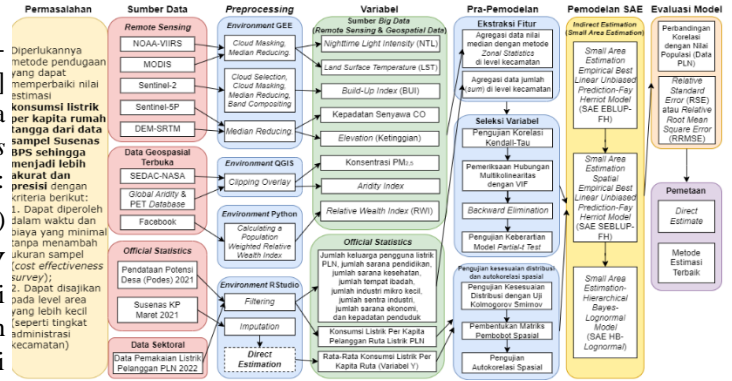 Permasalahan
Diperlukannya
metode pendugaan
yang dapat
memperbaiki nilai
estimasi
konsumsi listrik
per kapita rumah
tangga dari data
sampel Susenas
BPS sehingga
menjadi lebih
akurat dan
presisi dengan
kriteria berikut:
1. Dapat diperoleh
dalam waktu dan
biaya yang minimal
tanpa menambah
ukuran sampel
(cost effectiveness
survey);
2. Dapat disajikan
pada level area
yang lebih kecil
(seperti tingkat
administrasi
kecamatan)
Sumber Data
Remote Sensing
NOAA-VIIRS
MODIS
Sentinel-2
Sentinel-5P
DEM-SRTM
Data Geospasial
Terbuka
SEDAC-NASA
Global Aridity &
PET Database
Facebook
Official Statistics
Pendataan Potensi
Desa (Podes) 2021
Susenas KP
Maret 2021
Data Sektoral
Data Pemakaian Listrik
Pelanggan PLN 2022
Preprocessing
Environment GEE
Cloud Masking,
Median Reducing.
Cloud Selection,
Cloud Masking,
Median Reducing,
Band Compositing
Median Reducing.
Environment QGIS
Clipping Overlay
Environment Python
Calculating a
Population
Weighted Relative
Wealth Index
Environment RStudio
Filtering
Imputation
Direct
Estimation
Variabel
Sumber Big Data
(Remote Sensing & Geospatial Data)
Nighttime Light Intensity (NTL)
Land Surface Temperature (LST)
Build-Up Index (BUI)
Kepadatan Senyawa CO
Elevation (Ketinggian)
Konsentrasi PM2,5
Aridity Index
Relative Wealth Index (RWI)
Official Statistics
Jumlah keluarga pengguna listrik
PLN, jumlah sarana pendidikan,
jumlah sarana kesehatan,
jumlah tempat ibadah,
jumlah industri mikro kecil,
jumlah sentra industri,
jumlah sarana ekonomi,
dan kepadatan penduduk
Konsumsi Listrik Per Kapita
Pelanggan Ruta Listrik PLN
Rata-Rata Konsumsi Listrik Per
Kapita Ruta (Variabel Y)
Pra-Pemodelan
Ekstraksi Fitur
Agregasi data nilai
median dengan metode
Zonal Statistics
di level kecamatan
Agregasi data jumlah
(sum) di level kecamatan
Seleksi Variabel
Pengujian Korelasi
Kendall-Tau
Pemeriksaan Hubungan
Multikolinearitas
dengan VIF
Backward Elimination
Pengujian Keberartian
Model Partial-t Test
Pengujian kesesuaian distribusi
dan autokorelasi spasial
Pengujian Kesesuaian
Distribusi dengan Uji
Kolmogorov Smirnov
Pembentukan Matriks
Pembobot Spasial
Pengujian
Autokorelasi Spasial
Pemodelan SAE
Indirect Estimation
(Small Area Estimation)
Small Area
Estimation
Empirical Best
Linear Unbiased
Prediction-Fay
Herriot Model
(SAE EBLUP-
FH)
Small Area
Estimation
Spatial
Empirical Best
Linear Unbiased
Prediction-Fay
Herriot Model
(SAE SEBLUP-
FH)
Small Area
Estimation-
Hierarchical
Bayes-
Lognormal
Model
(SAE HB-
Lognormal)
Evaluasi Model
Perbandingan
Korelasi
dengan Nilai
Populasi (Data
PLN)
Relative
Standard
Error (RSE)
atau Relative
Root Mean
Square Error
(RRMSE)
Pemetaan
Direct
Estimate
Metode
Estimasi
Terbaik